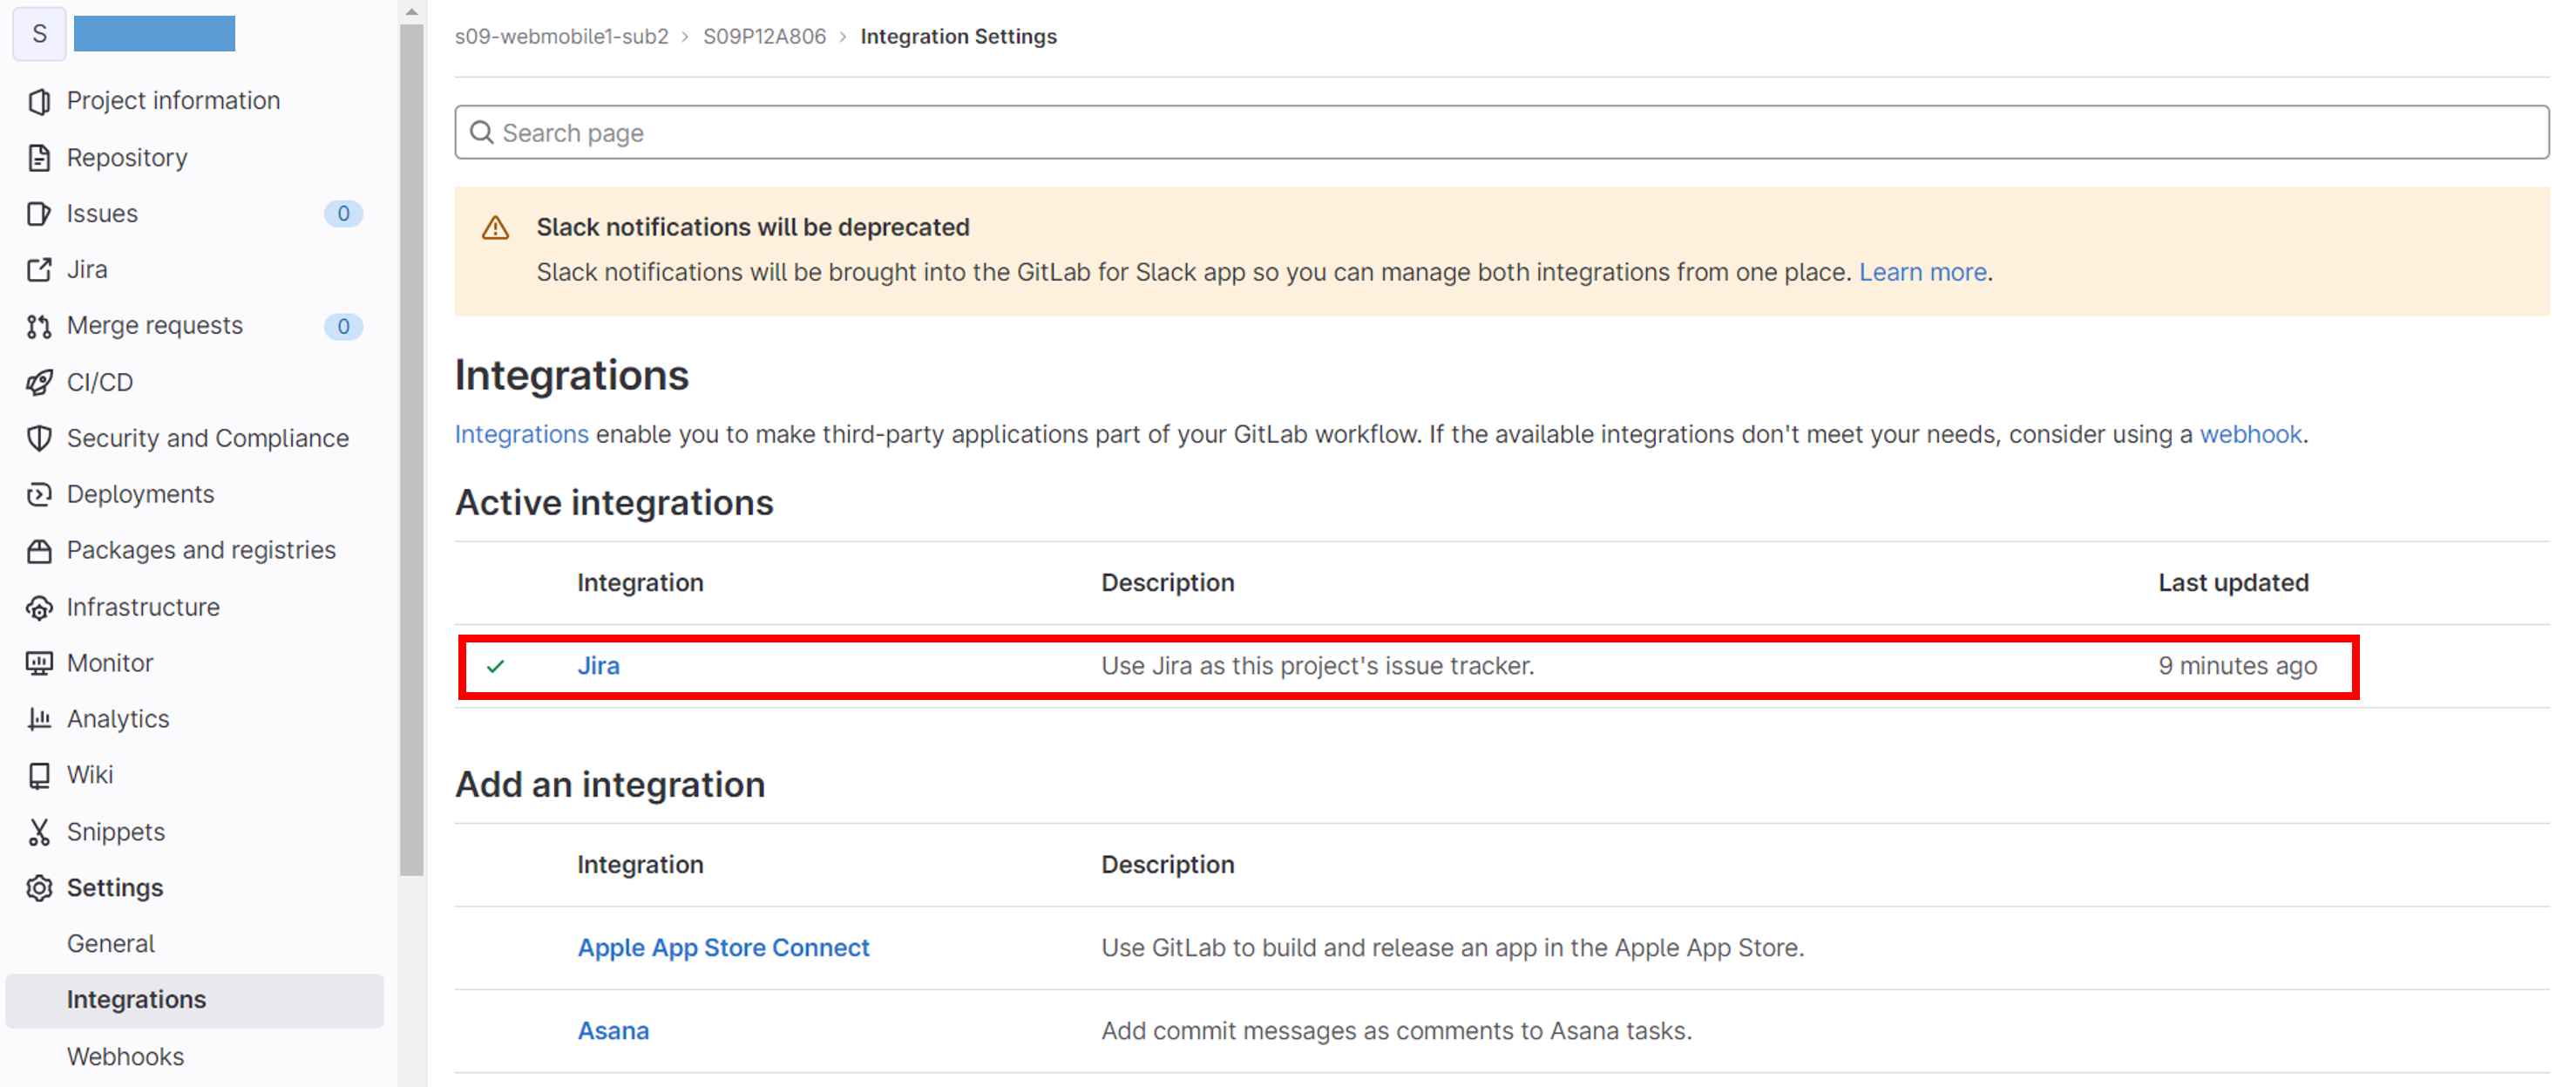 S
Project information
Repository
Issues 0
Jira
Merge requests 0
CI/CD
Security and Compliance
Deployments
Packages and registries
Infrastructure
Monitor
Analytics
Wiki
Snippets
Settings
General
Integrations
Webhooks
s09-webmobile1-sub2 › S09P12A806 › Integration Settings
Search page
Slack notifications will be deprecated
Slack notifications will be brought into the GitLab for Slack app so you can manage both integrations from one place. Learn more.
Integrations
Integrations enable you to make third-party applications part of your GitLab workflow. If the available integrations don't meet your needs, consider using a webhook.
Active integrations
Integration Description Last updated
Jira Use Jira as this project's issue tracker. 9 minutes ago
Add an integration
Integration Description
Apple App Store Connect Use GitLab to build and release an app in the Apple App Store.
Asana Add commit messages as comments to Asana tasks.